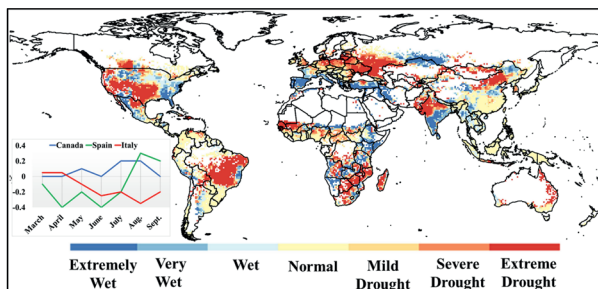 Canada Spain Italy
0.4
0.2
0
-0.2
-0.4
March April May June July Aug. Sept.
Extremely Wet
Very Wet
Wet
Normal
Mild Drought
Severe Drought
Extreme Drought